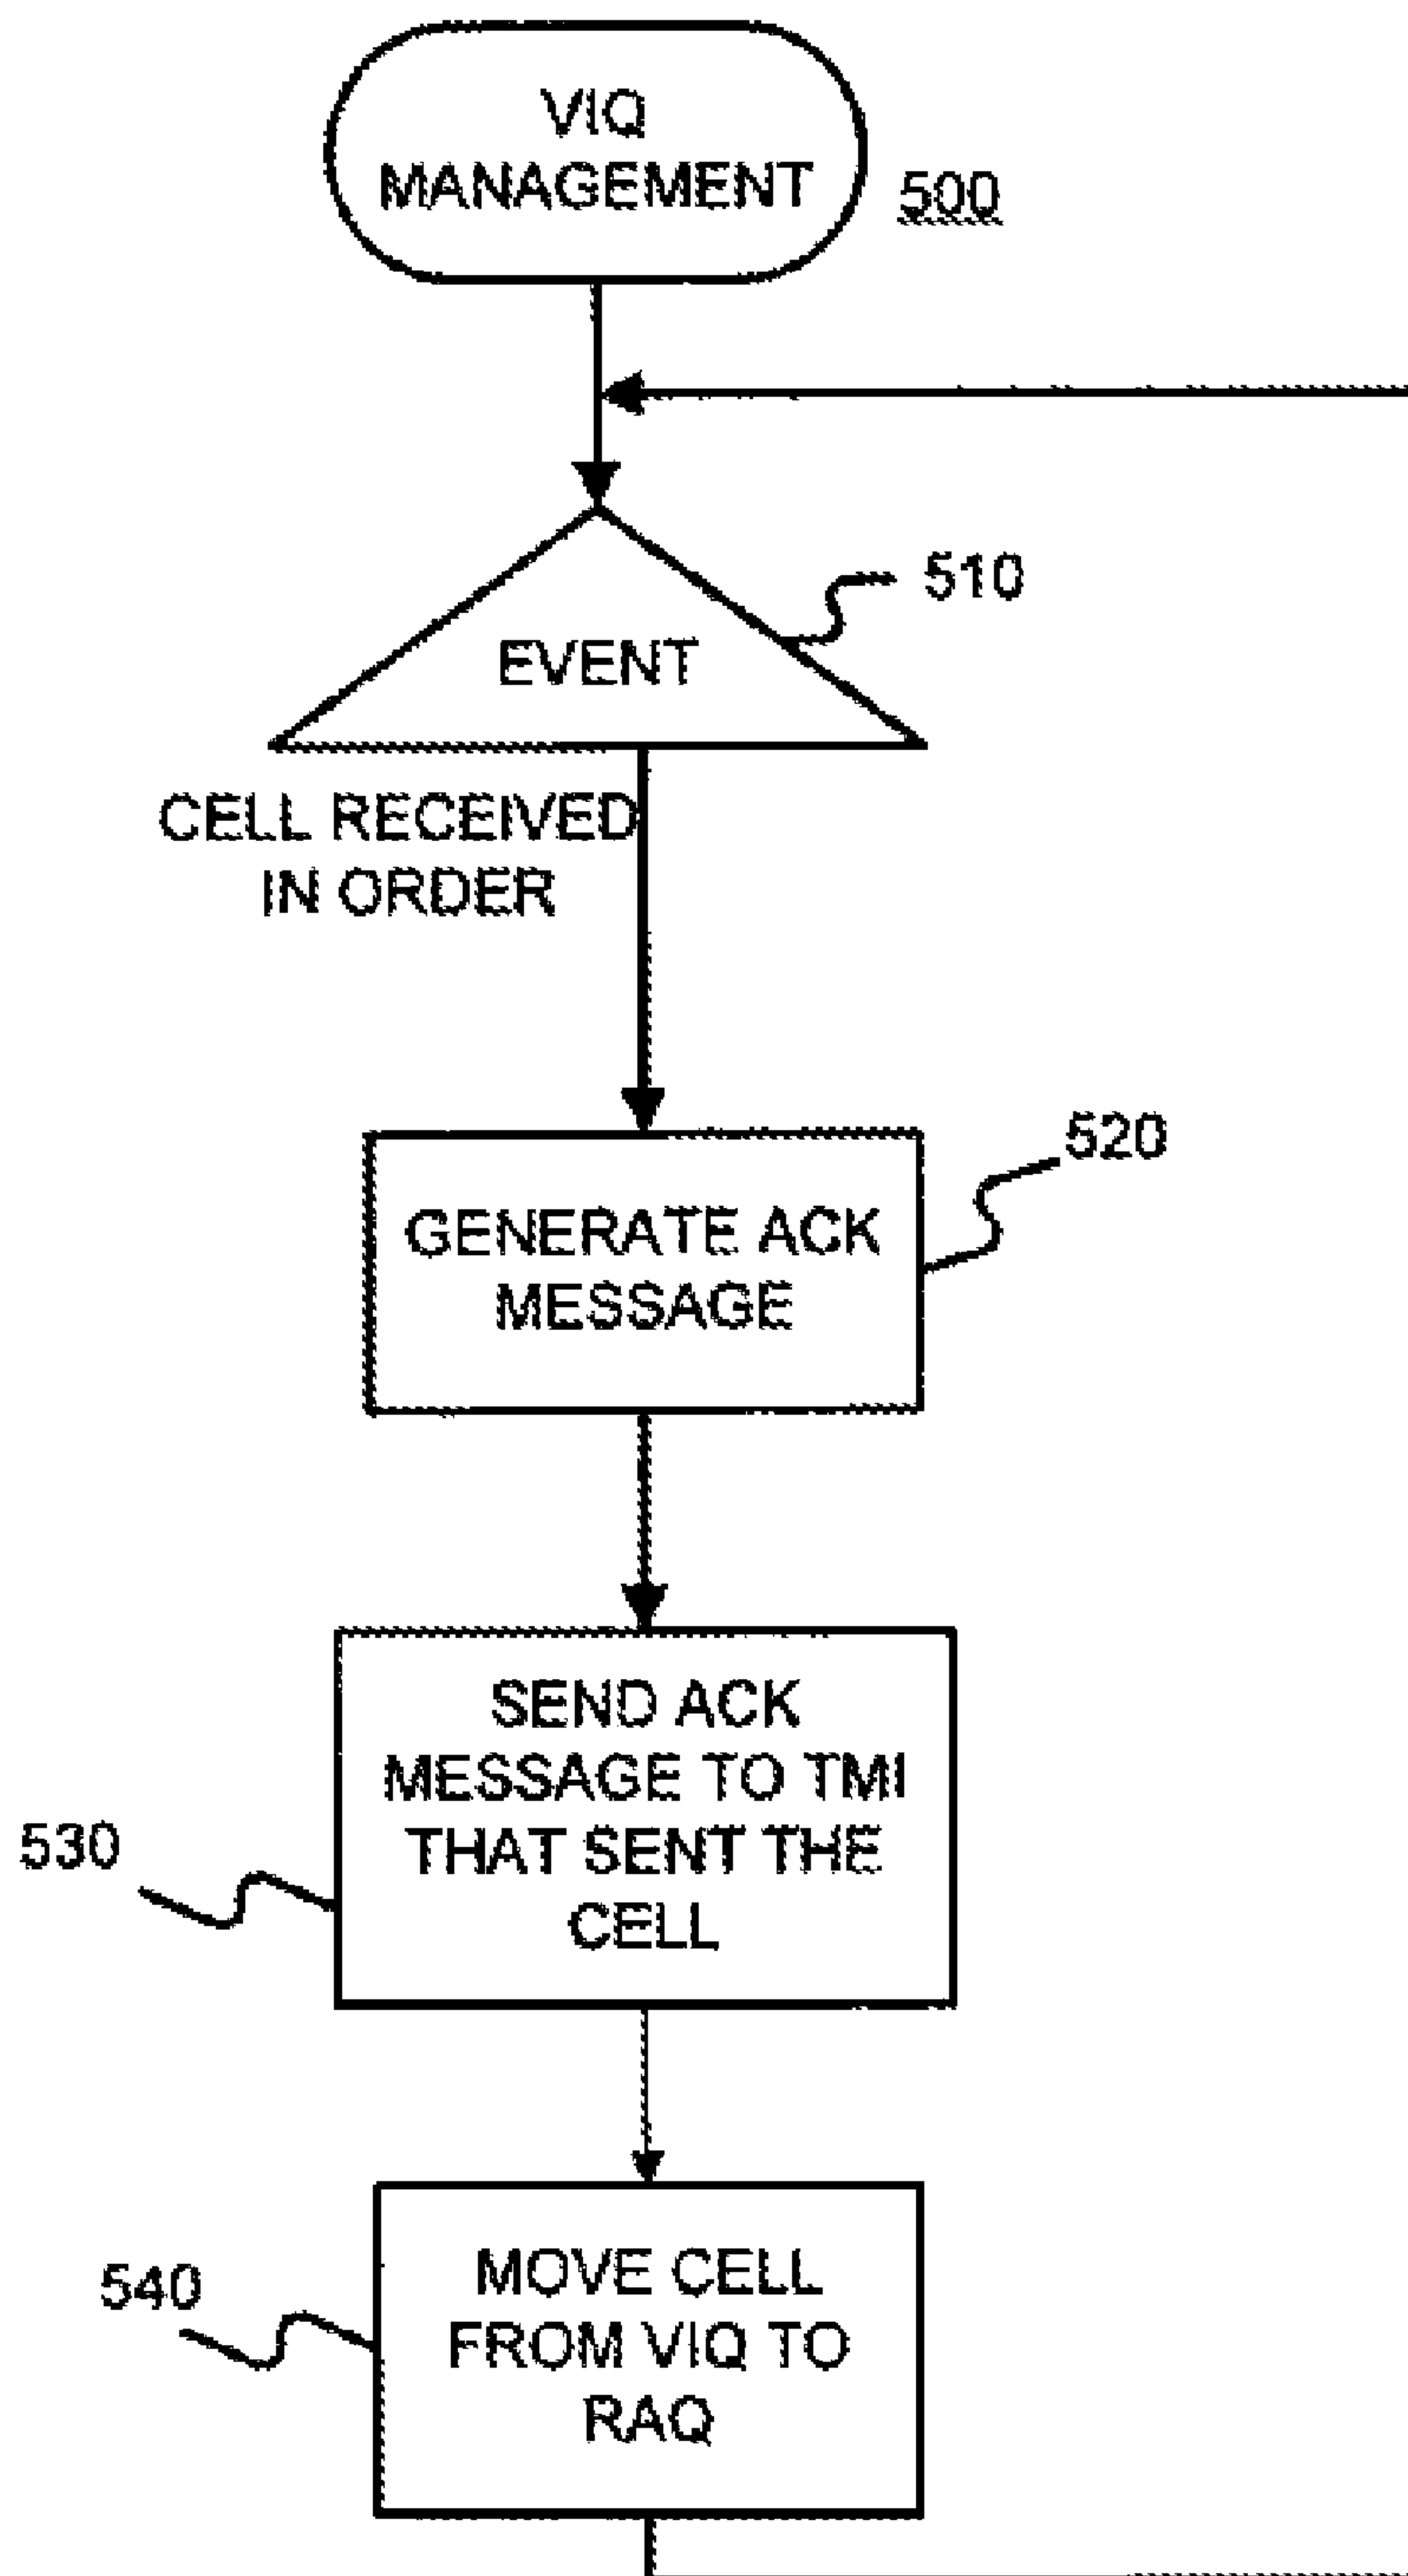 VIQ
MANAGEMENT
500
510
EVENT
CELL RECEIVED
IN ORDER
520
GENERATE ACK
MESSAGE
SEND ACK
MESSAGE TO TMI
THAT SENT THE
CELL
530
MOVE CELL
FROM VIQ TO
RAQ
540